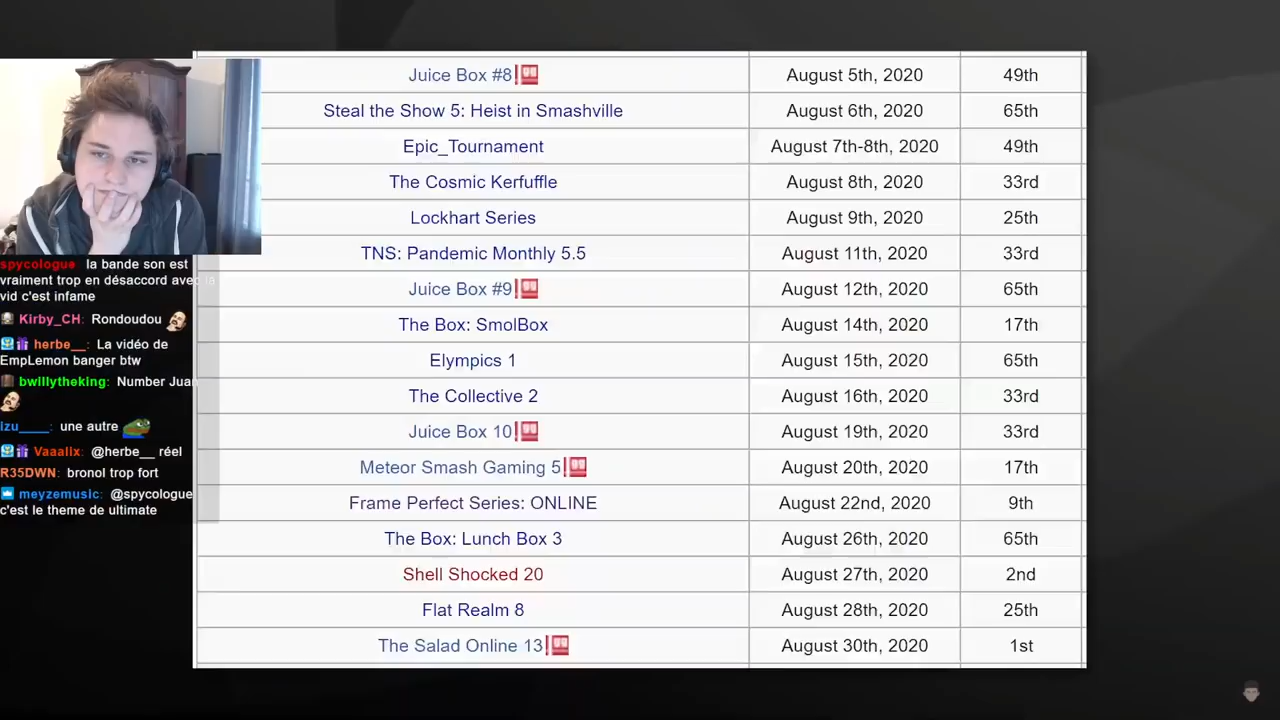 Juice Box #8 August 5th, 2020 49th
Steal the Show 5: Heist in Smashville August 6th, 2020 65th
Epic_Tournament August 7th-8th, 2020 49th
The Cosmic Kerfuffle August 8th, 2020 33rd
Lockhart Series August 9th, 2020 25th
TNS: Pandemic Monthly 5.5 August 11th, 2020 33rd
Juice Box #9 August 12th, 2020 65th
The Box: SmolBox August 14th, 2020 17th
Elympics 1 August 15th, 2020 65th
The Collective 2 August 16th, 2020 33rd
Juice Box 10 August 19th, 2020 33rd
Meteor Smash Gaming 5 August 20th, 2020 17th
Frame Perfect Series: ONLINE August 22nd, 2020 9th
The Box: Lunch Box 3 August 26th, 2020 65th
Shell Shocked 20 August 27th, 2020 2nd
Flat Realm 8 August 28th, 2020 25th
The Salad Online 13 August 30th, 2020 1st
spycologue la bande son est
vraiment trop en désaccord avec la
vid c'est infame
Kirby_CH: Rondoudou
herbe__: La vidéo de
EmpLemon banger btw
bwillytheking: Number Juan
izu____: une autre
Vaaalix: @herbe__ réel
R35DWN: bronol trop fort
meyzemusic: @spycologue
c'est le theme de ultimate